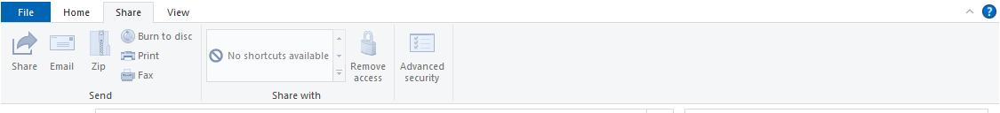 File Home Share View
?
Share Email Zip
Burn to disc
Print
Fax
Send
No shortcuts available
Remove
access
Share with
Advanced
security